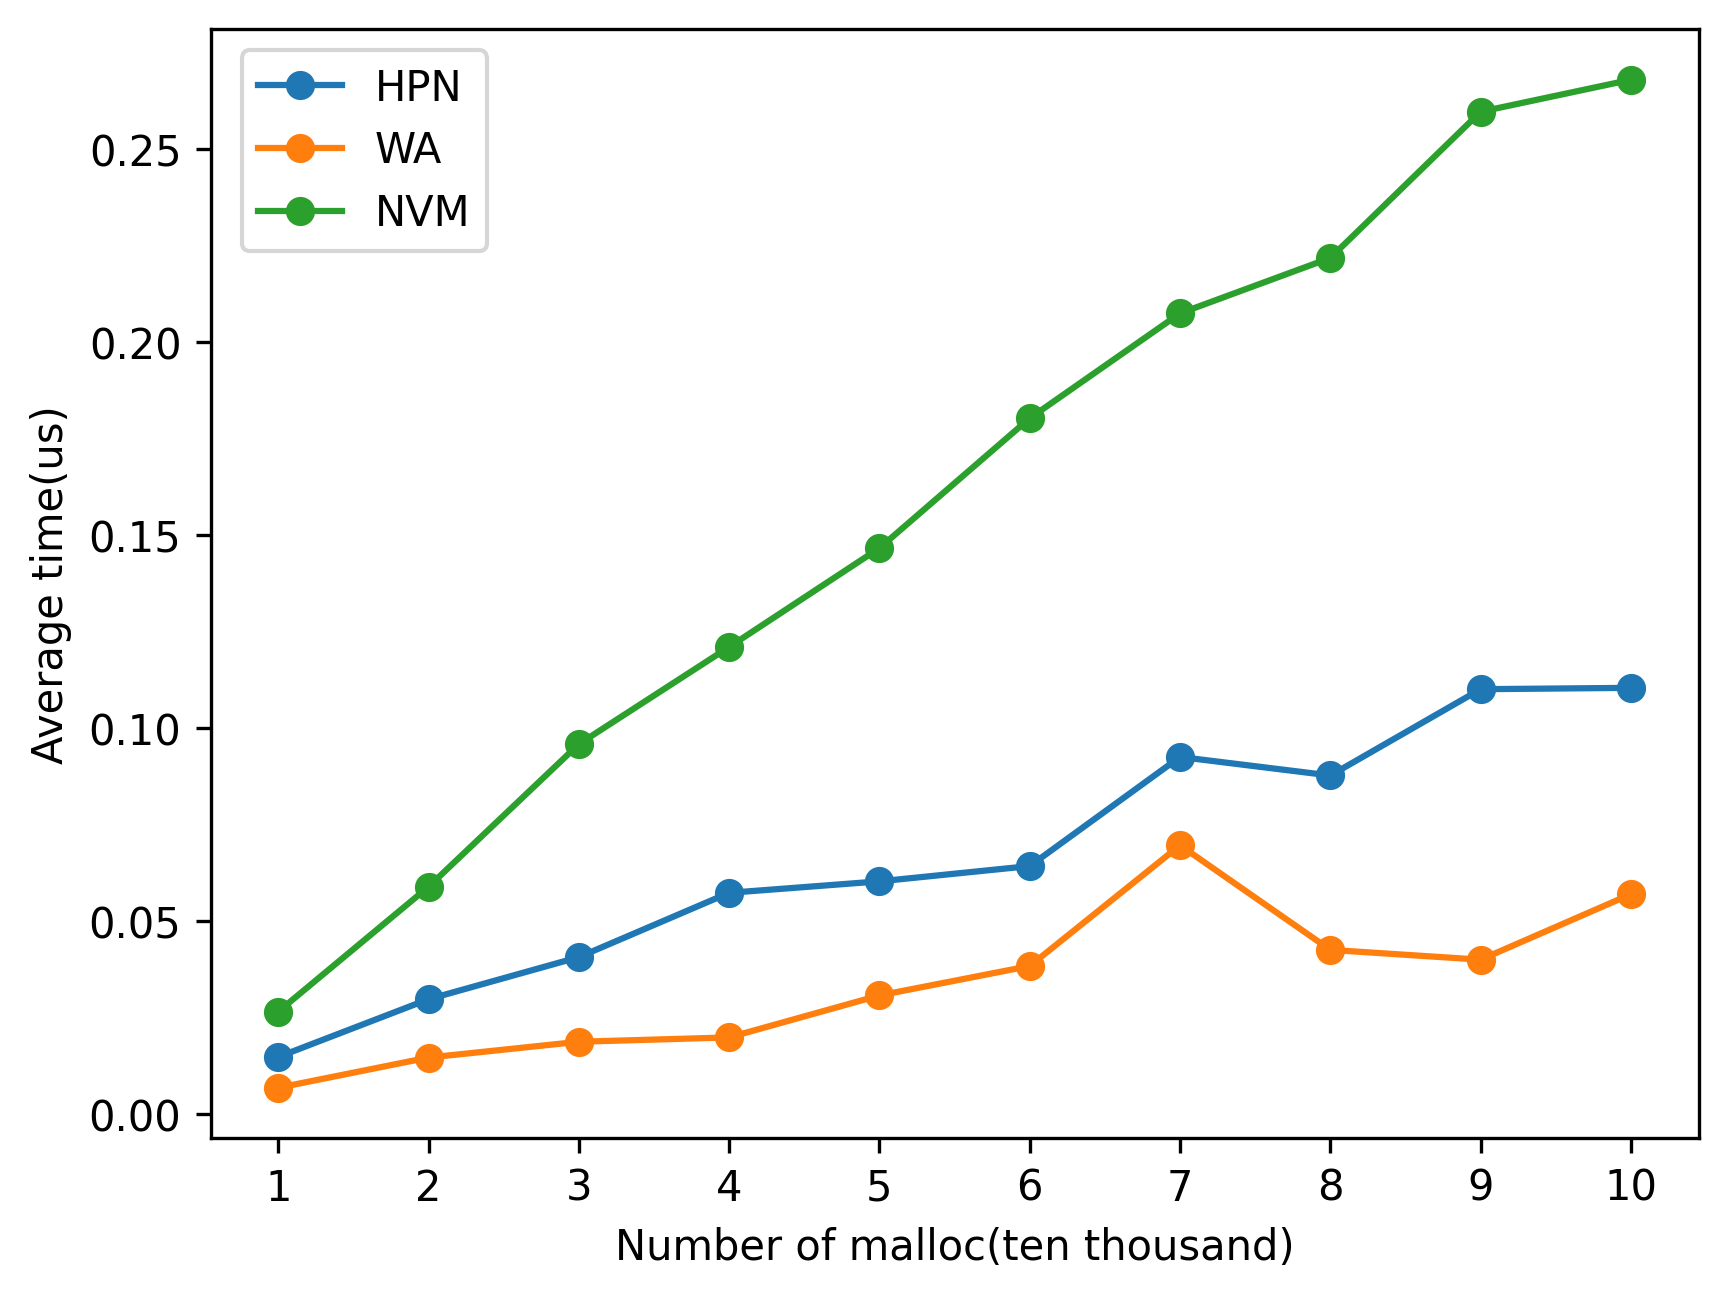 HPN
WA
NVM
0.25
0.20
0.15
0.10
0.05
0.00
Average time(us)
1 2 3 4 5 6 7 8 9 10
Number of malloc(ten thousand)